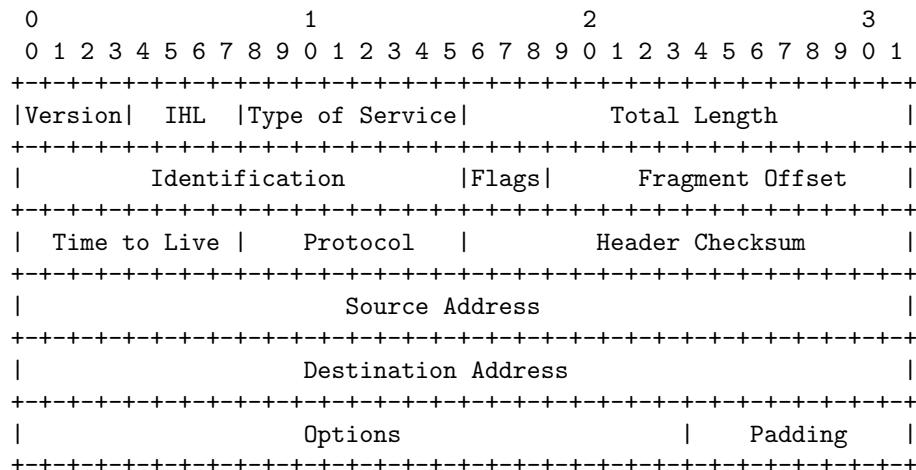 0                   1                   2                   3
0 1 2 3 4 5 6 7 8 9 0 1 2 3 4 5 6 7 8 9 0 1 2 3 4 5 6 7 8 9 0 1
+-+-+-+-+-+-+-+-+-+-+-+-+-+-+-+-+-+-+-+-+-+-+-+-+-+-+-+-+-+-+-+-+
|Version|  IHL  |Type of Service|          Total Length         |
+-+-+-+-+-+-+-+-+-+-+-+-+-+-+-+-+-+-+-+-+-+-+-+-+-+-+-+-+-+-+-+-+
|         Identification        |Flags|      Fragment Offset    |
+-+-+-+-+-+-+-+-+-+-+-+-+-+-+-+-+-+-+-+-+-+-+-+-+-+-+-+-+-+-+-+-+
|  Time to Live |    Protocol   |         Header Checksum       |
+-+-+-+-+-+-+-+-+-+-+-+-+-+-+-+-+-+-+-+-+-+-+-+-+-+-+-+-+-+-+-+-+
|                       Source Address                          |
+-+-+-+-+-+-+-+-+-+-+-+-+-+-+-+-+-+-+-+-+-+-+-+-+-+-+-+-+-+-+-+-+
|                    Destination Address                        |
+-+-+-+-+-+-+-+-+-+-+-+-+-+-+-+-+-+-+-+-+-+-+-+-+-+-+-+-+-+-+-+-+
|                    Options                    |    Padding    |
+-+-+-+-+-+-+-+-+-+-+-+-+-+-+-+-+-+-+-+-+-+-+-+-+-+-+-+-+-+-+-+-+